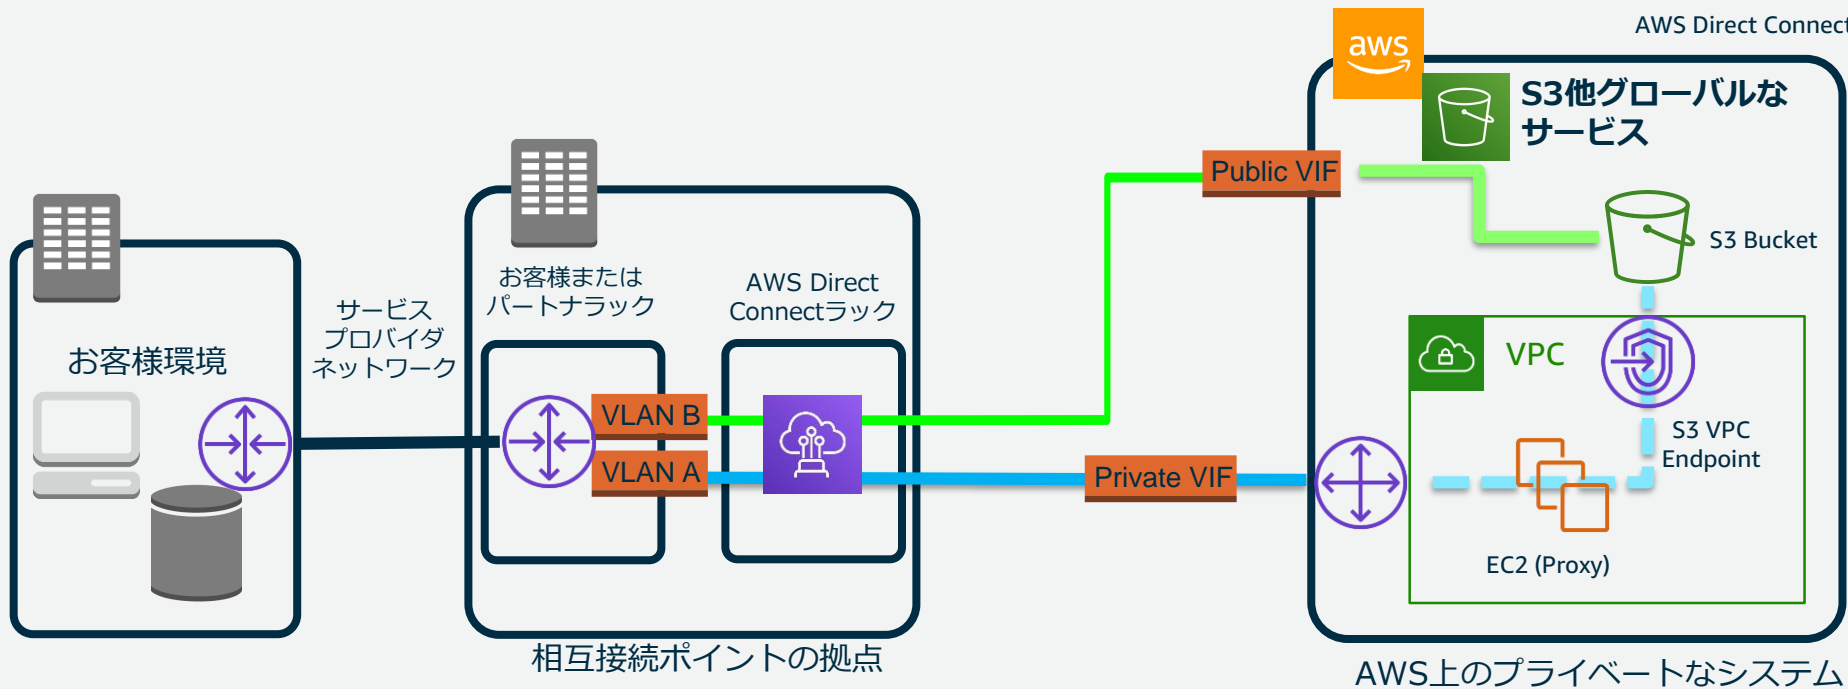 AWS Direct Connect
aws
S3他グローバルな
サービス
Public VIF
S3 Bucket
お客様または
パートナラック
AWS Direct
Connectラック
サービス
プロバイダ
ネットワーク
お客様環境
VPC
VLAN B
VLAN A
Private VIF
S3 VPC
Endpoint
EC2 (Proxy)
相互接続ポイントの拠点
AWS上のプライベートなシステム